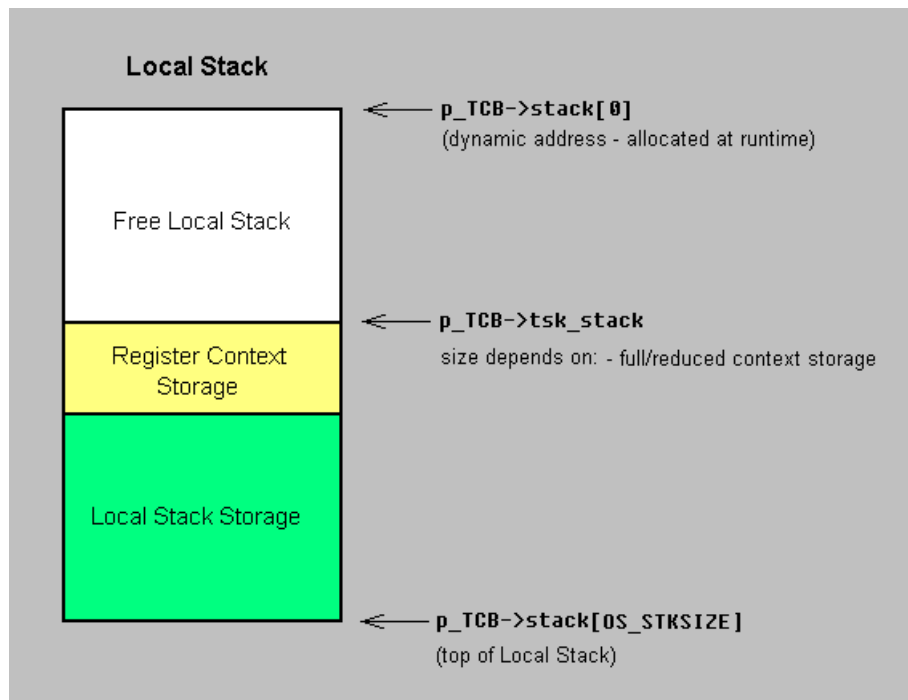 Local Stack
p_TCB->stack[0]
(dynamic address - allocated at runtime)
Free Local Stack
p_TCB->tsk_stack
size depends on: - full/reduced context storage
Register Context
Storage
Local Stack Storage
p_TCB->stack[OS_STKSIZE]
(top of Local Stack)